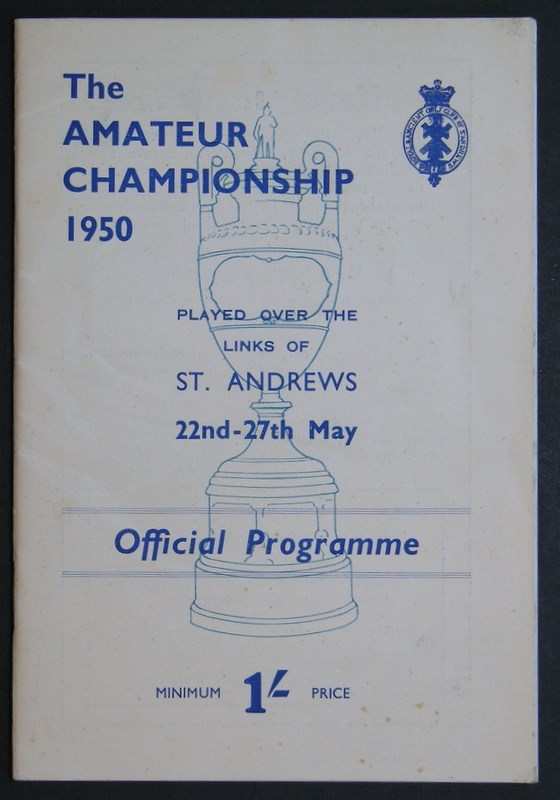 The
AMATEUR
CHAMPIONSHIP
1950
PLAYED OVER THE
LINKS OF
ST. ANDREWS
22nd-27th May
Official Programme
MINIMUM 1/- PRICE